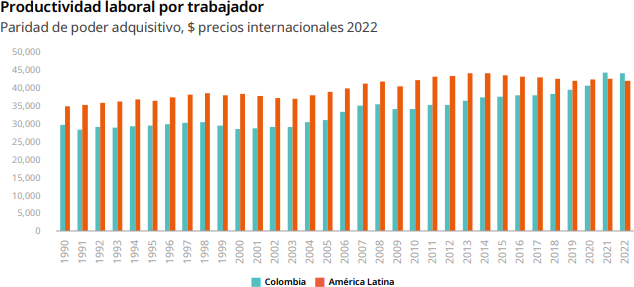 Productividad laboral por trabajador
Paridad de poder adquisitivo, $ precios internacionales 2022
50,000
45,000
40,000
35,000
30,000
25,000
20,000
15,000
10,000
5,000
0
1990 1991 1992 1993 1994 1995 1996 1997 1998 1999 2000 2001 2002 2003 2004 2005 2006 2007 2008 2009 2010 2011 2012 2013 2014 2015 2016 2017 2018 2019 2020 2021 2022
Colombia América Latina